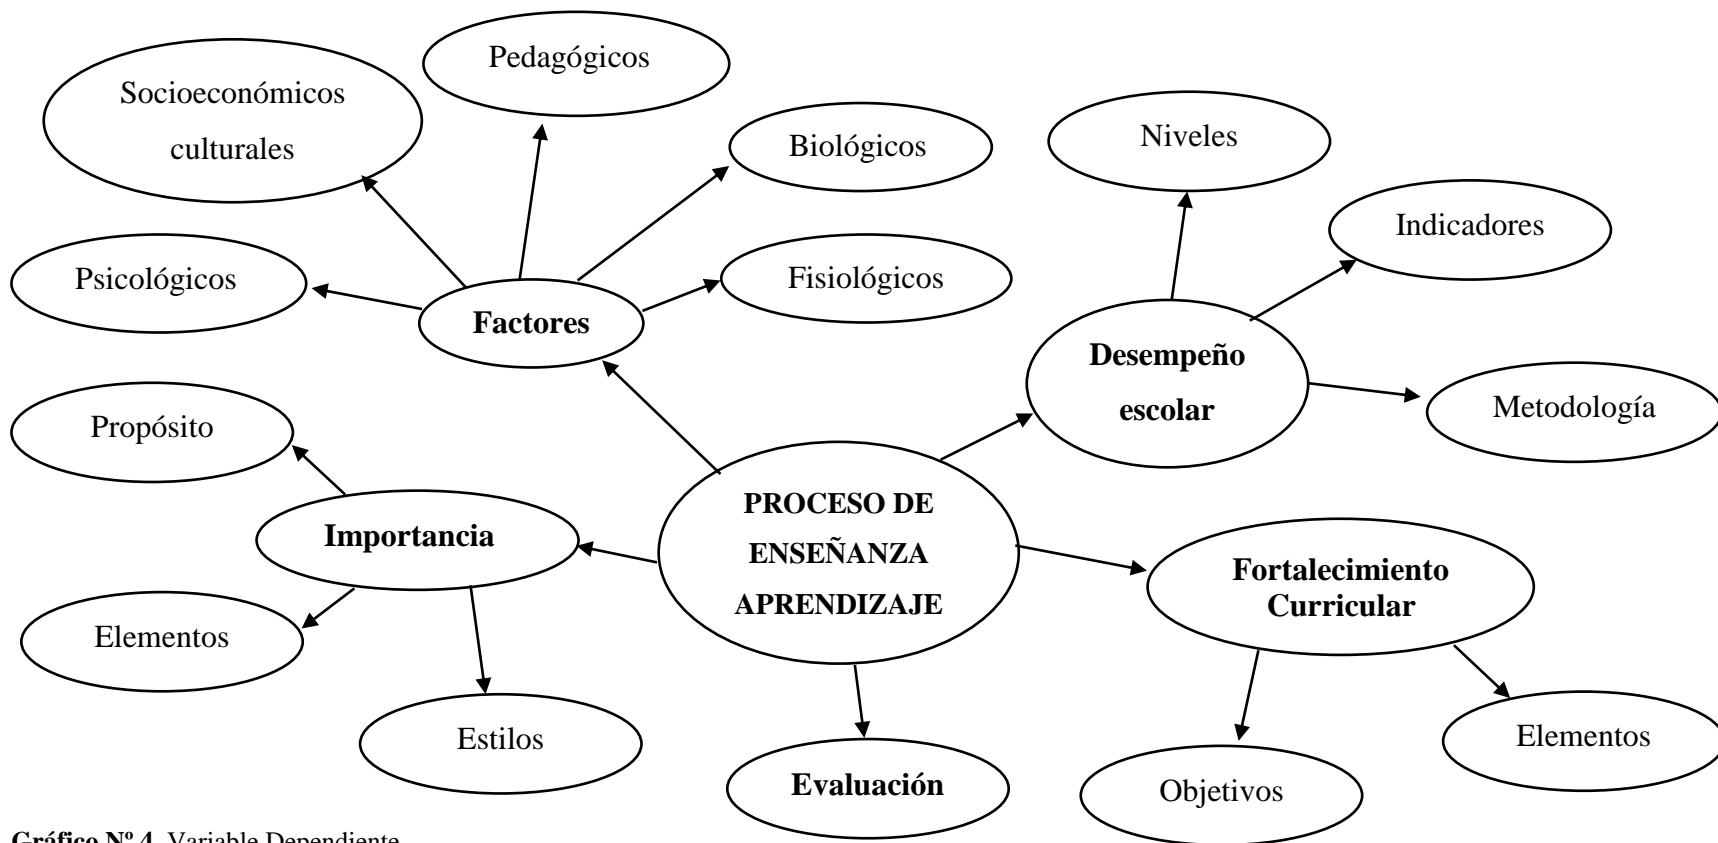 Pedagógicos
Socioeconómicos
culturales
Biológicos
Niveles
Indicadores
Psicológicos
Fisiológicos
Factores
Desempeño
escolar
Metodología
Propósito
PROCESO DE
ENSEÑANZA
APRENDIZAJE
Importancia
Fortalecimiento
Curricular
Elementos
Estilos
Evaluación
Objetivos
Elementos
Gráfico Nº 4 Variable Dependiente